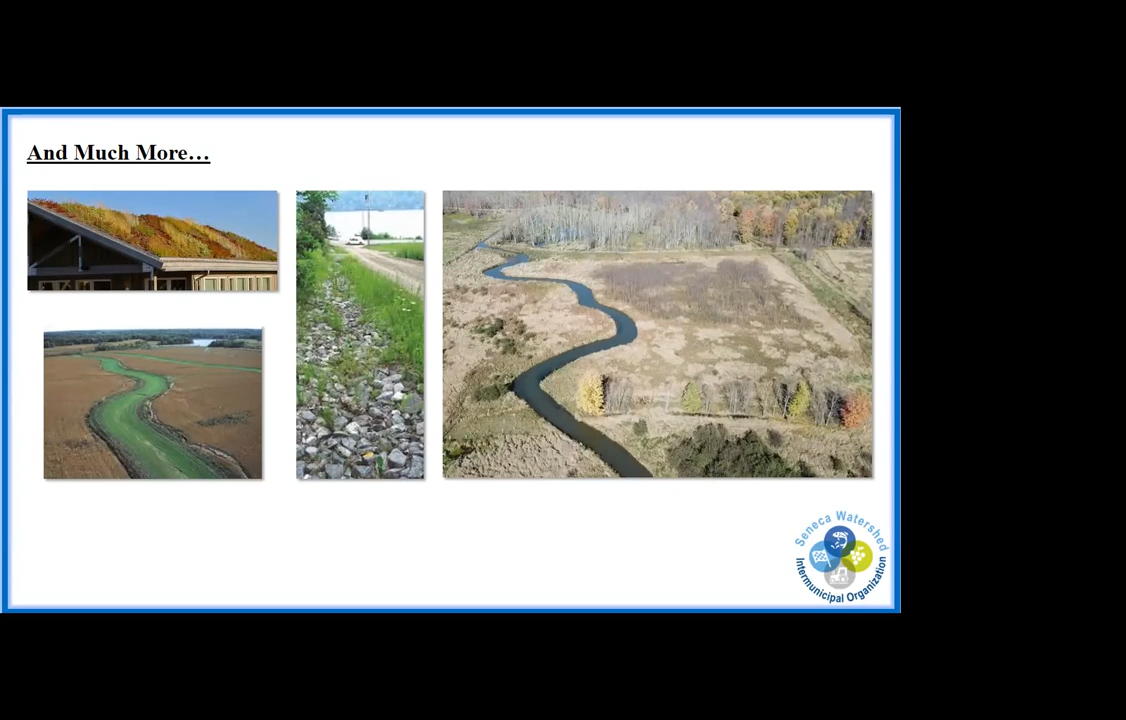 And Much More…
Seneca Watershed
Intermunicipal Organization